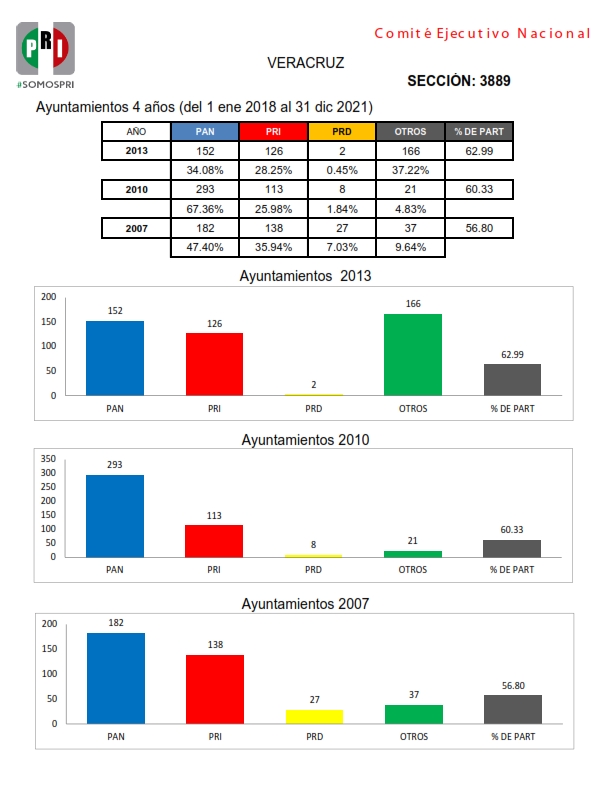 Comité Ejecutivo Nacional
PRI
#SOMOSPRI
VERACRUZ
SECCIÓN: 3889
Ayuntamientos 4 años (del 1 ene 2018 al 31 dic 2021)
AÑO PAN PRI PRD OTROS % DE PART
2013 152 126 2 166 62.99
34.08% 28.25% 0.45% 37.22%
2010 293 113 8 21 60.33
67.36% 25.98% 1.84% 4.83%
2007 182 138 27 37 56.80
47.40% 35.94% 7.03% 9.64%
Ayuntamientos 2013
200
150
100
50
0
152 126 2 166 62.99
PAN PRI PRD OTROS % DE PART
Ayuntamientos 2010
350
300
250
200
150
100
50
0
293 113 8 21 60.33
PAN PRI PRD OTROS % DE PART
Ayuntamientos 2007
200
150
100
50
0
182 138 27 37 56.80
PAN PRI PRD OTROS % DE PART